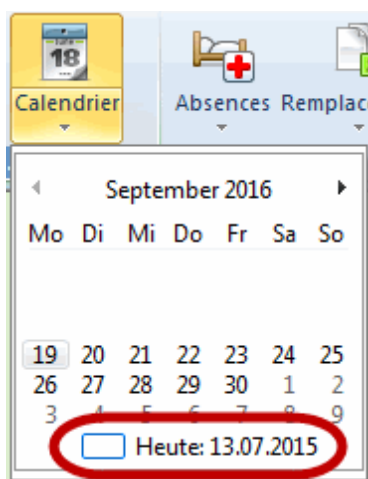 18
Calendrier Absences Remplac
September 2016
Mo Di Mi Do Fr Sa So
19 20 21 22 23 24 25
26 27 28 29 30 1 2
3 4 5 6 7 8 9
Heute: 13.07.2015